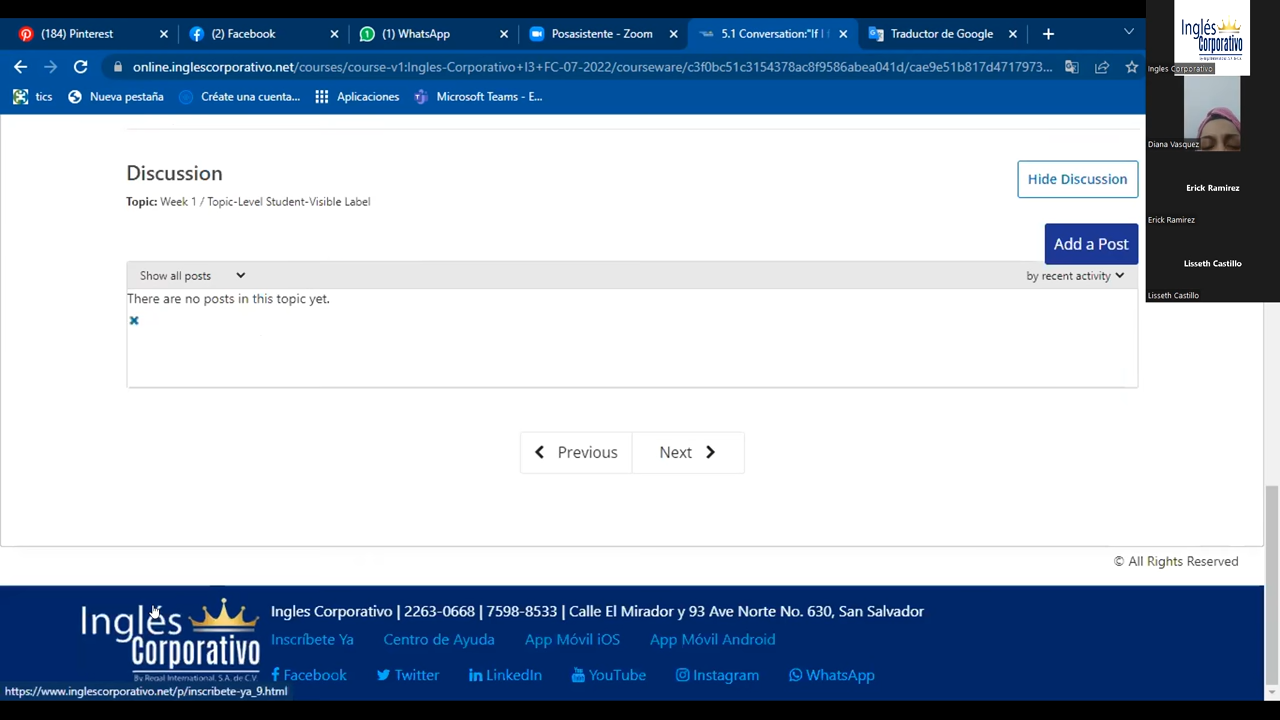 (184) Pinterest
(2) Facebook
(1) WhatsApp
Posasistente - Zoom
5.1 Conversation:"If I
Traductor de Google
online.inglescorporativo.net/courses/course-v1:Ingles-Corporativo+I3+FC-07-2022/courseware/c3f0bc51c3154378ac8f9586abea041d/cae9e51b817d4717973...
tics
Nueva pestaña
Créate una cuenta...
Aplicaciones
Microsoft Teams - E...
Inglés
Corporativo
Ingles Corporativo
Diana Vasquez
Erick Ramirez
Erick Ramirez
Lisseth Castillo
Lisseth Castillo
Discussion
Hide Discussion
Topic: Week 1 / Topic-Level Student-Visible Label
Add a Post
Show all posts
by recent activity
There are no posts in this topic yet.
Previous
Next
© All Rights Reserved
Inglés
Corporativo
By Regal International, S.A. de C.V.
Ingles Corporativo | 2263-0668 | 7598-8533 | Calle El Mirador y 93 Ave Norte No. 630, San Salvador
Inscríbete Ya
Centro de Ayuda
App Móvil iOS
App Móvil Android
Facebook
Twitter
LinkedIn
YouTube
Instagram
WhatsApp
https://www.inglescorporativo.net/p/inscribete-ya_9.html